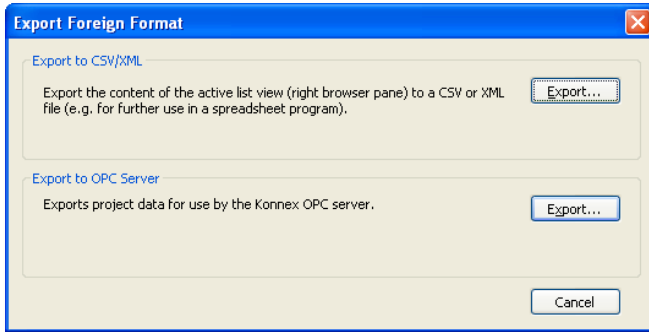 Export Foreign Format
Export to CSV/XML
Export the content of the active list view (right browser pane) to a CSV or XML
file (e.g. for further use in a spreadsheet program).
Export...
Export to OPC Server
Exports project data for use by the Konnex OPC server.
Export...
Cancel